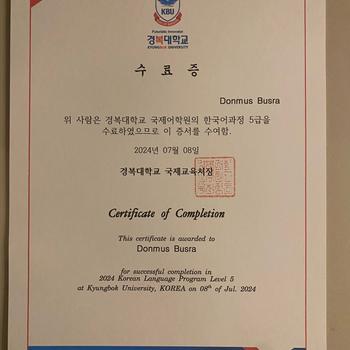 KBU
Futuristic Innovator
경복대학교
KYUNGBOK UNIVERSITY
수료증
Donmus Busra
위 사람은 경복대학교 국제어학원의 한국어과정 5급을
수료하였으므로 이 증서를 수여함.
2024년 07월 08일
경복대학교 국제교육처장
Certificate of Completion
This certificate is awarded to
Donmus Busra
for successful completion in
2024 Korean Language Program Level 5
at Kyungbok University, KOREA on 08th of Jul. 2024